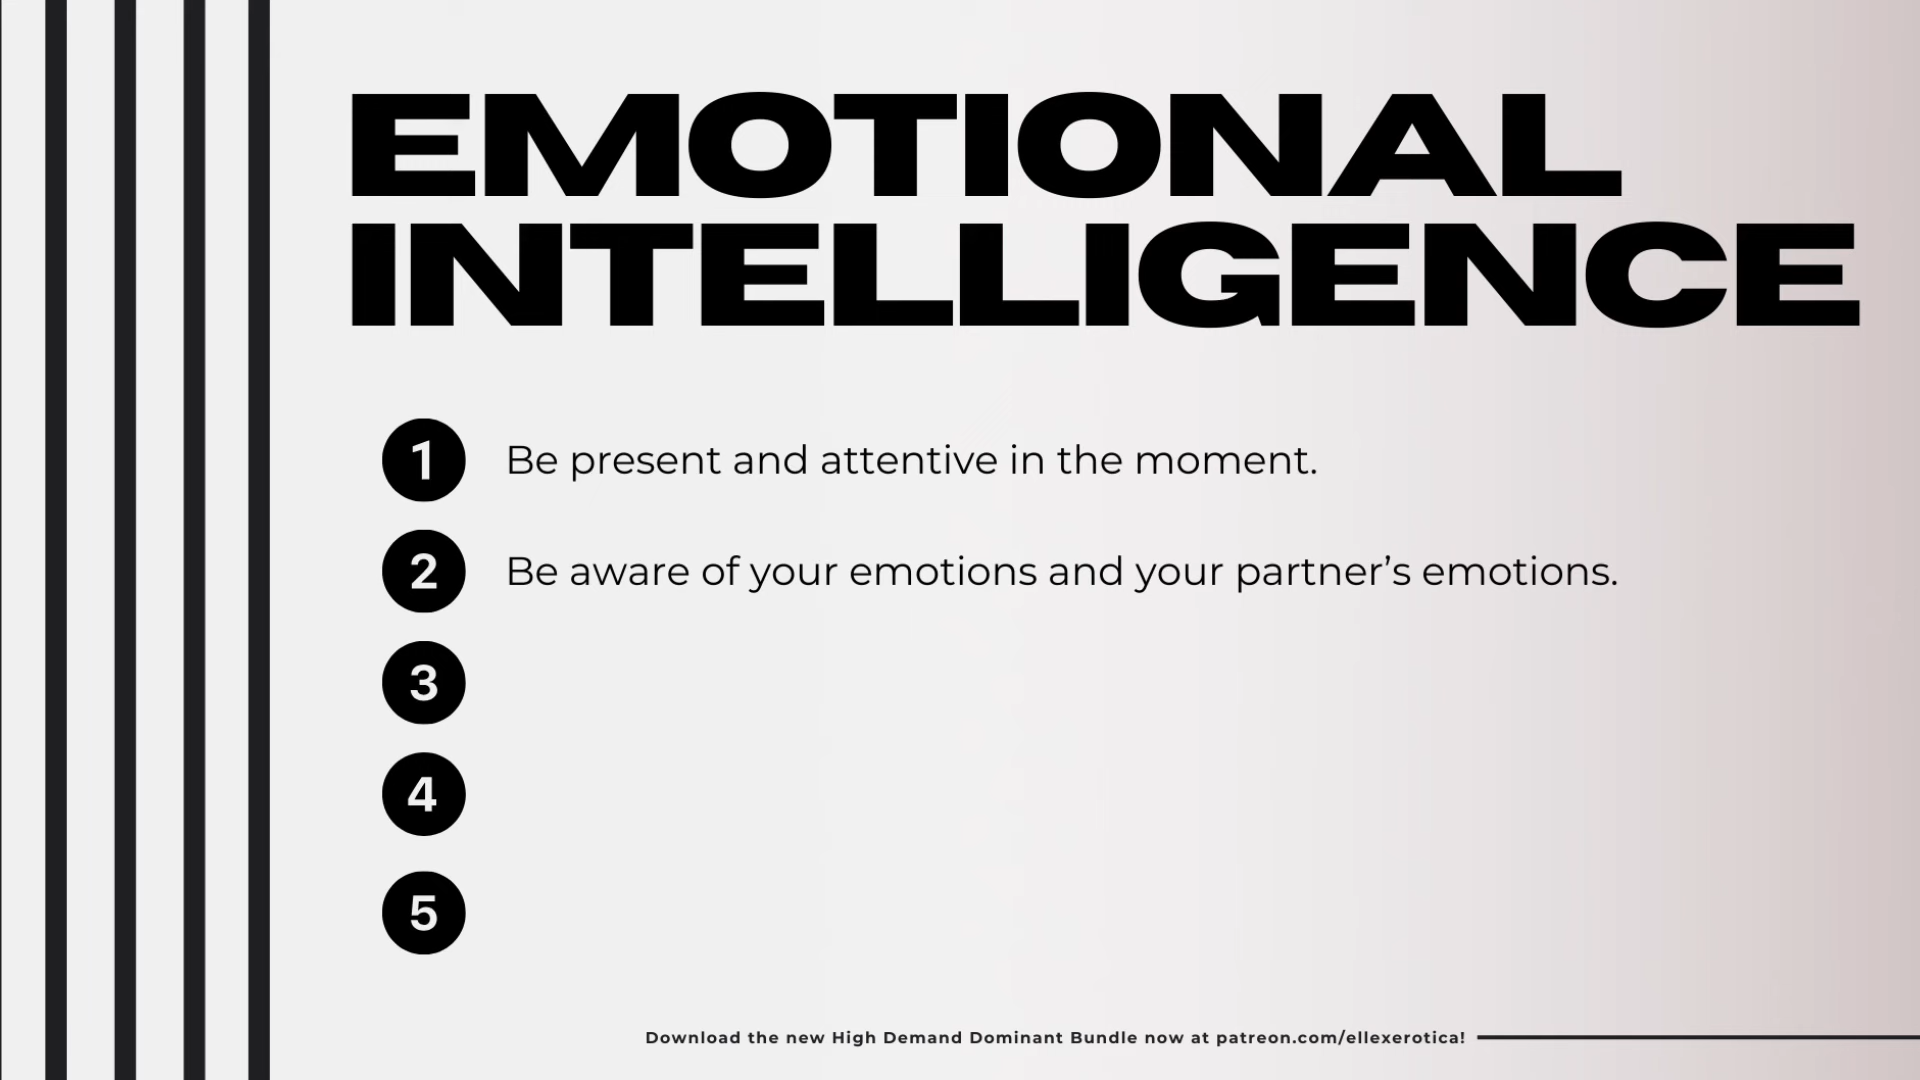 EMOTIONAL
INTELLIGENCE
1 Be present and attentive in the moment.
2 Be aware of your emotions and your partner’s emotions.
3
4
5
Download the new High Demand Dominant Bundle now at patreon.com/ellexerotica!